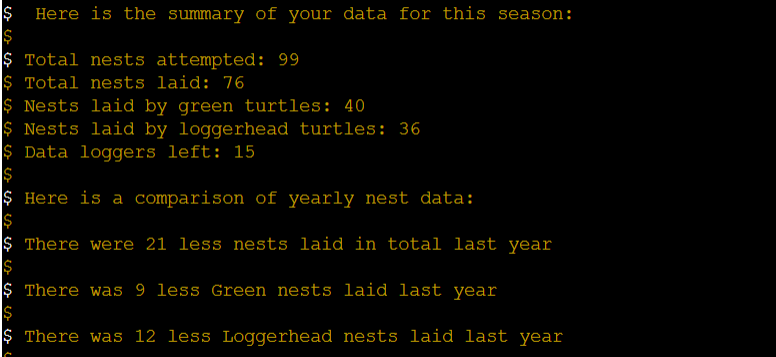 $  Here is the summary of your data for this season:
$
$ Total nests attempted: 99
$ Total nests laid: 76
$ Nests laid by green turtles: 40
$ Nests laid by loggerhead turtles: 36
$ Data loggers left: 15
$
$ Here is a comparison of yearly nest data:
$
$ There were 21 less nests laid in total last year
$
$ There was 9 less Green nests laid last year
$
$ There was 12 less Loggerhead nests laid last year